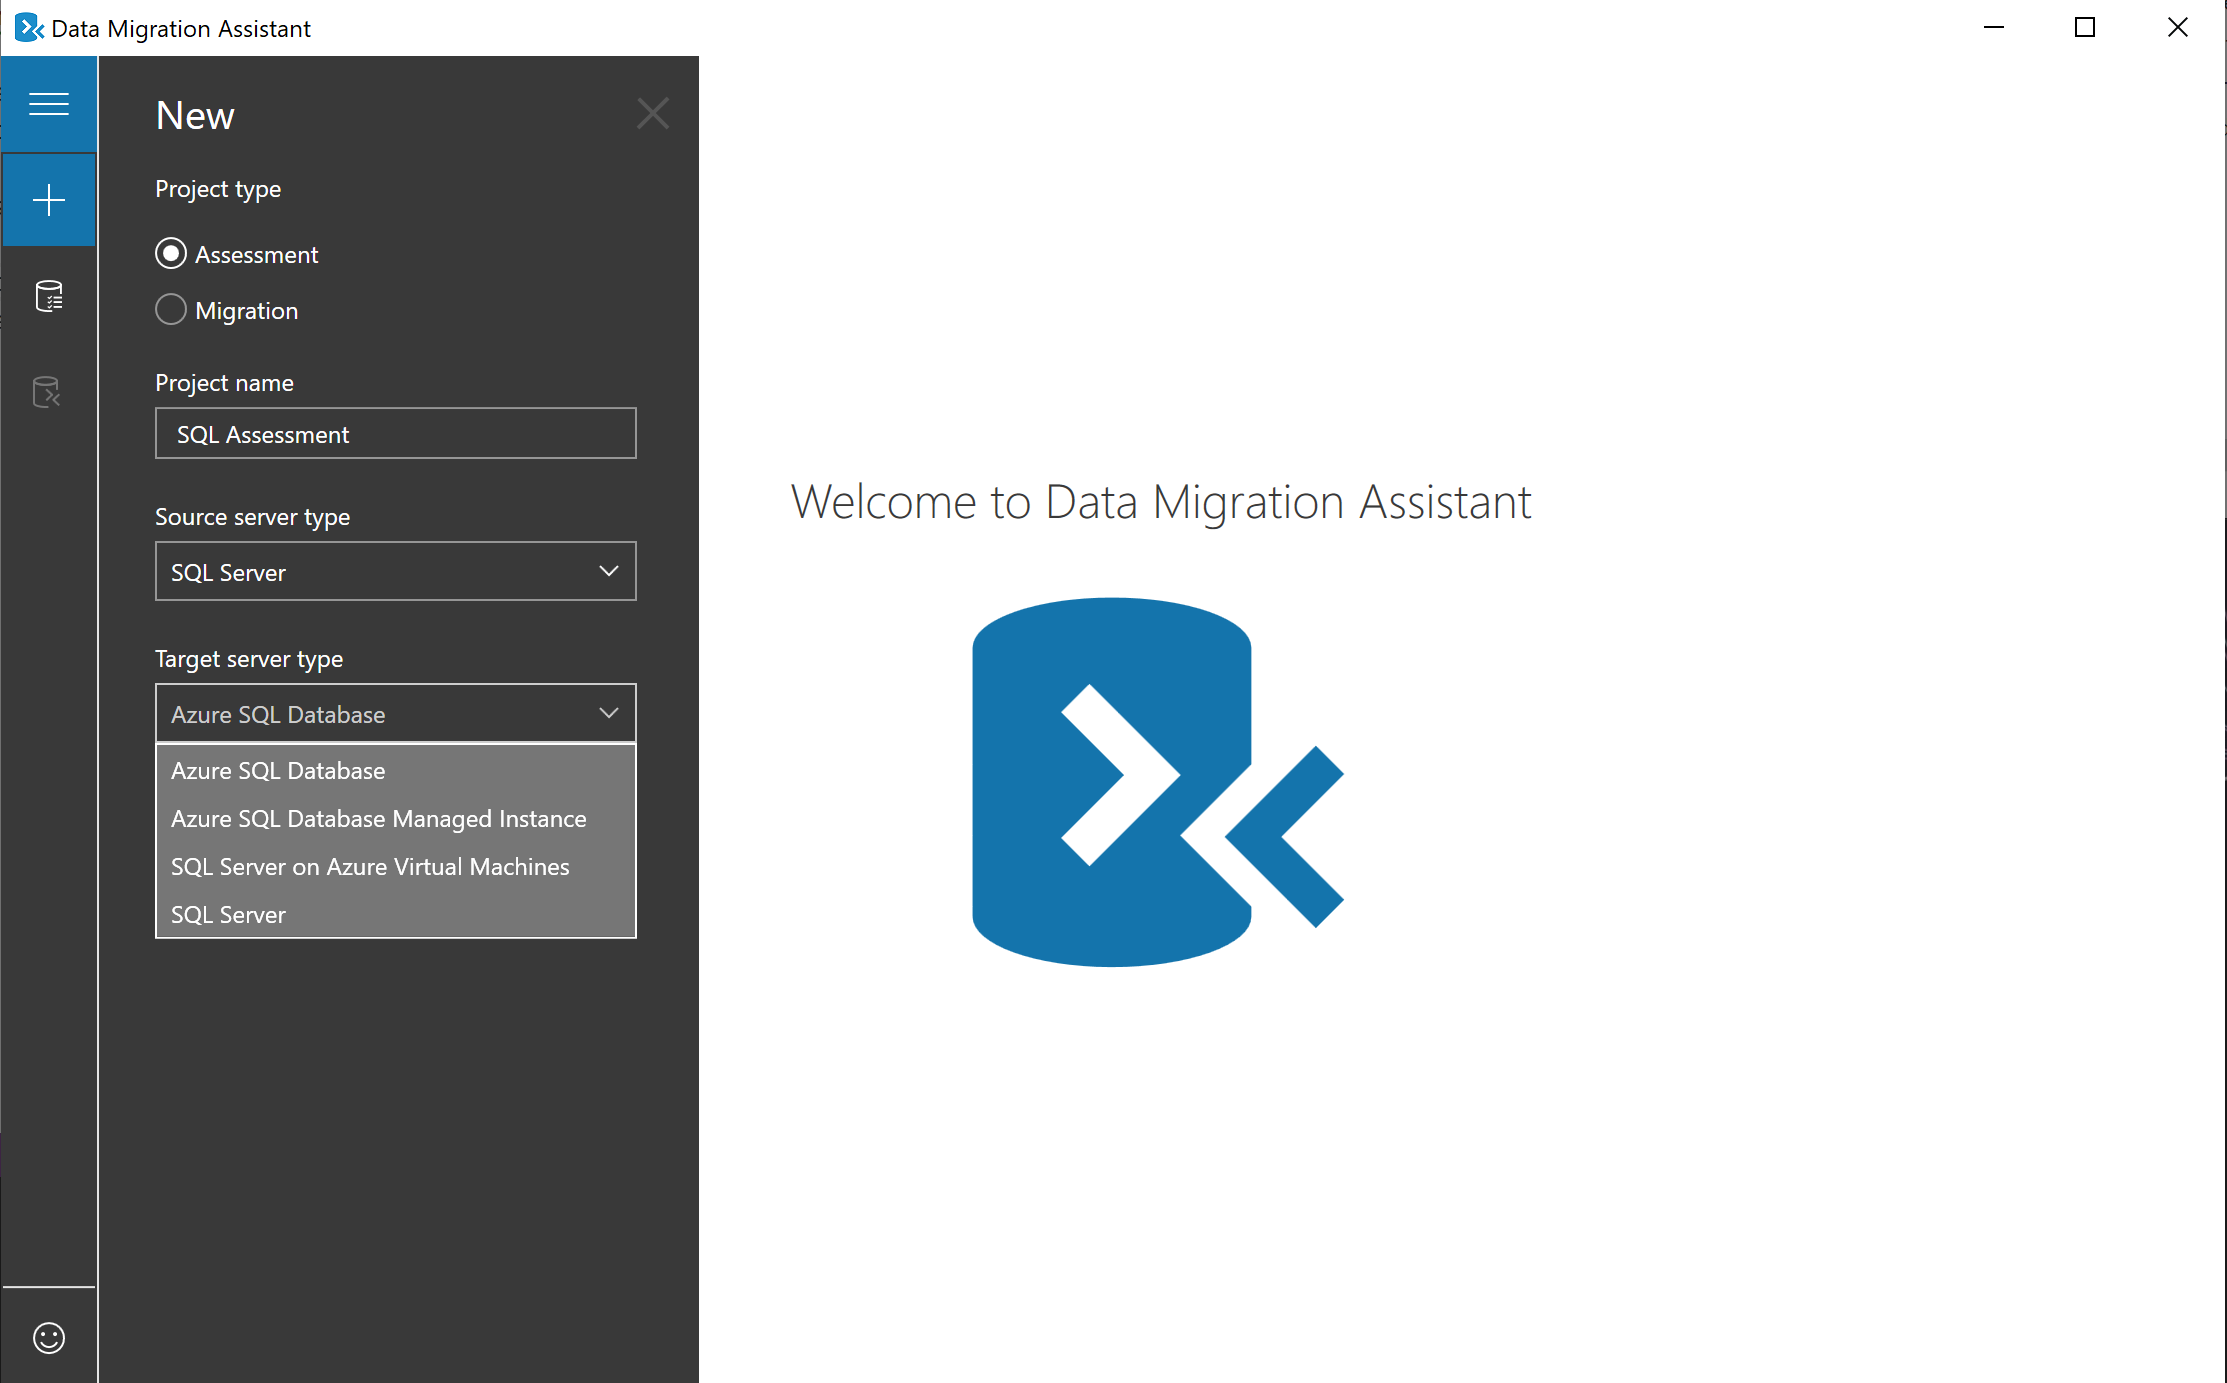 Data Migration Assistant
New
Project type
Assessment
Migration
Project name
SQL Assessment
Source server type
SQL Server
Target server type
Azure SQL Database
Azure SQL Database
Azure SQL Database Managed Instance
SQL Server on Azure Virtual Machines
SQL Server
Welcome to Data Migration Assistant